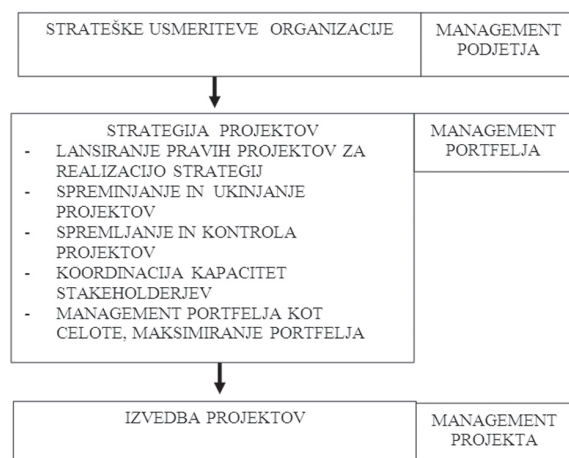 STRATEŠKE USMERITEVE ORGANIZACIJE
MANAGEMENT
PODJETJA
STRATEGIJA PROJEKTOV
- LANSIRANJE PRAVIH PROJEKTOV ZA
REALIZACIJO STRATEGIJ
- SPREMINJANJE IN UKINJANJE
PROJEKTOV
- SPREMLJANJE IN KONTROLA
PROJEKTOV
- KOORDINACIJA KAPACITET
STAKEHOLDERJEV
- MANAGEMENT PORTFELJA KOT
CELOTE, MAKSIMIRANJE PORTFELJA
MANAGEMENT
PORTFELJA
IZVEDBA PROJEKTOV
MANAGEMENT
PROJEKTA